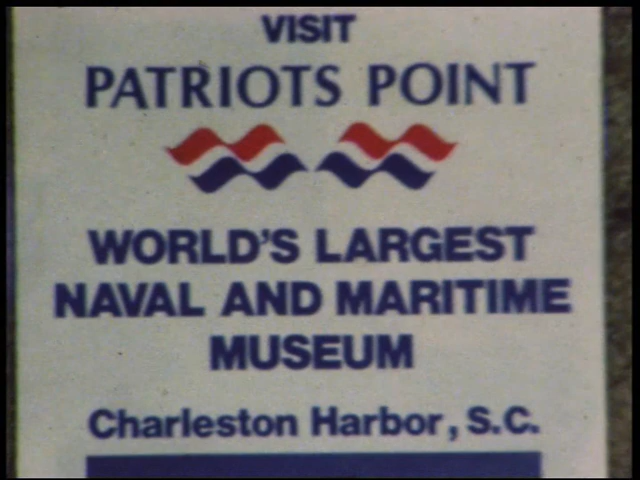 VISIT
PATRIOTS POINT
WORLD'S LARGEST
NAVAL AND MARITIME
MUSEUM
Charleston Harbor, S.C.